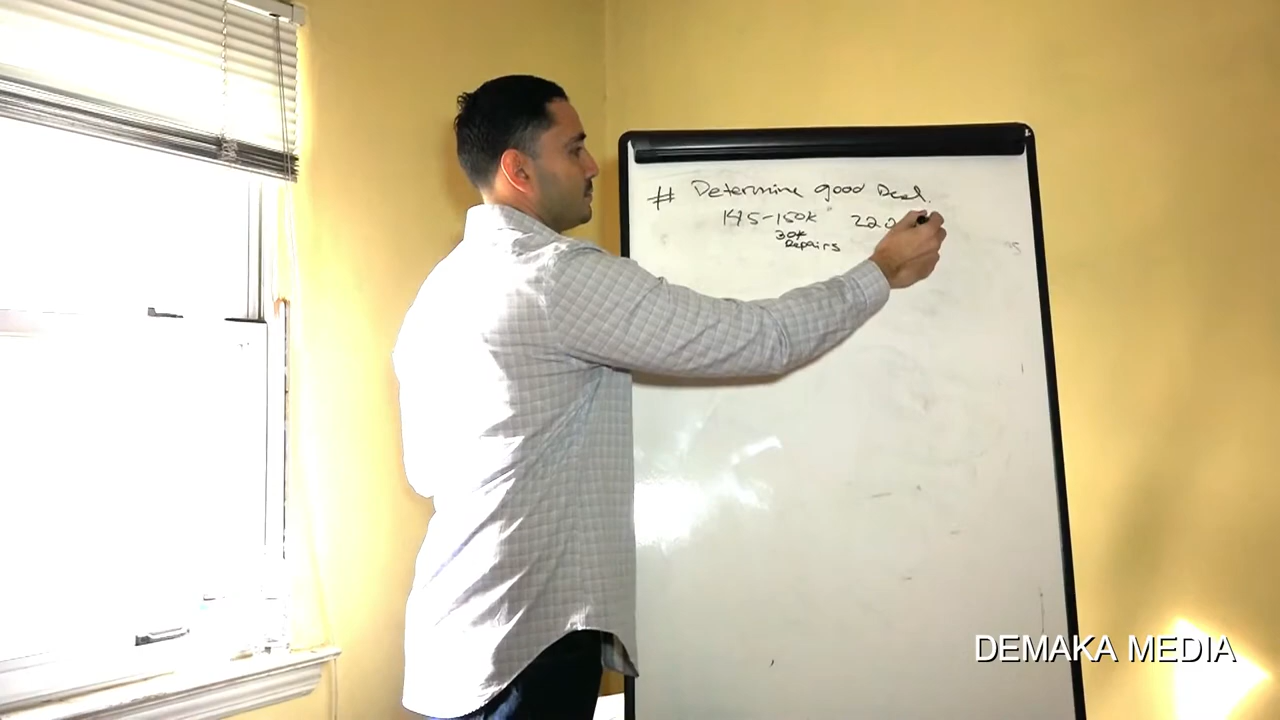 # Determine good Deal.
145-150k 220
30k
Repairs
DEMAKA MEDIA